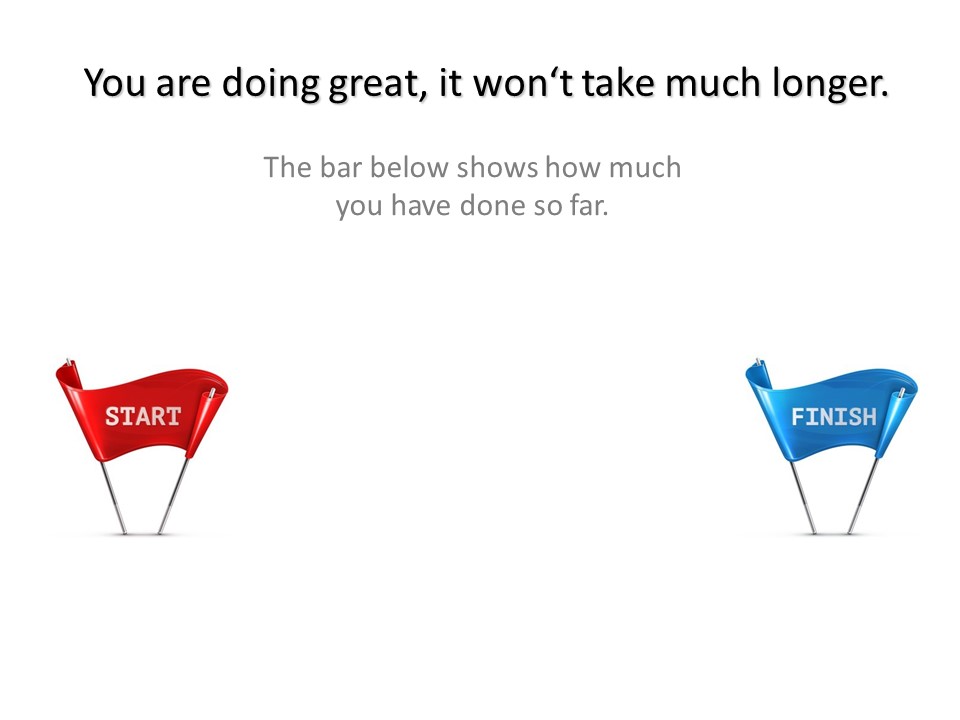 You are doing great, it won‘t take much longer.
The bar below shows how much
you have done so far.
START
FINISH